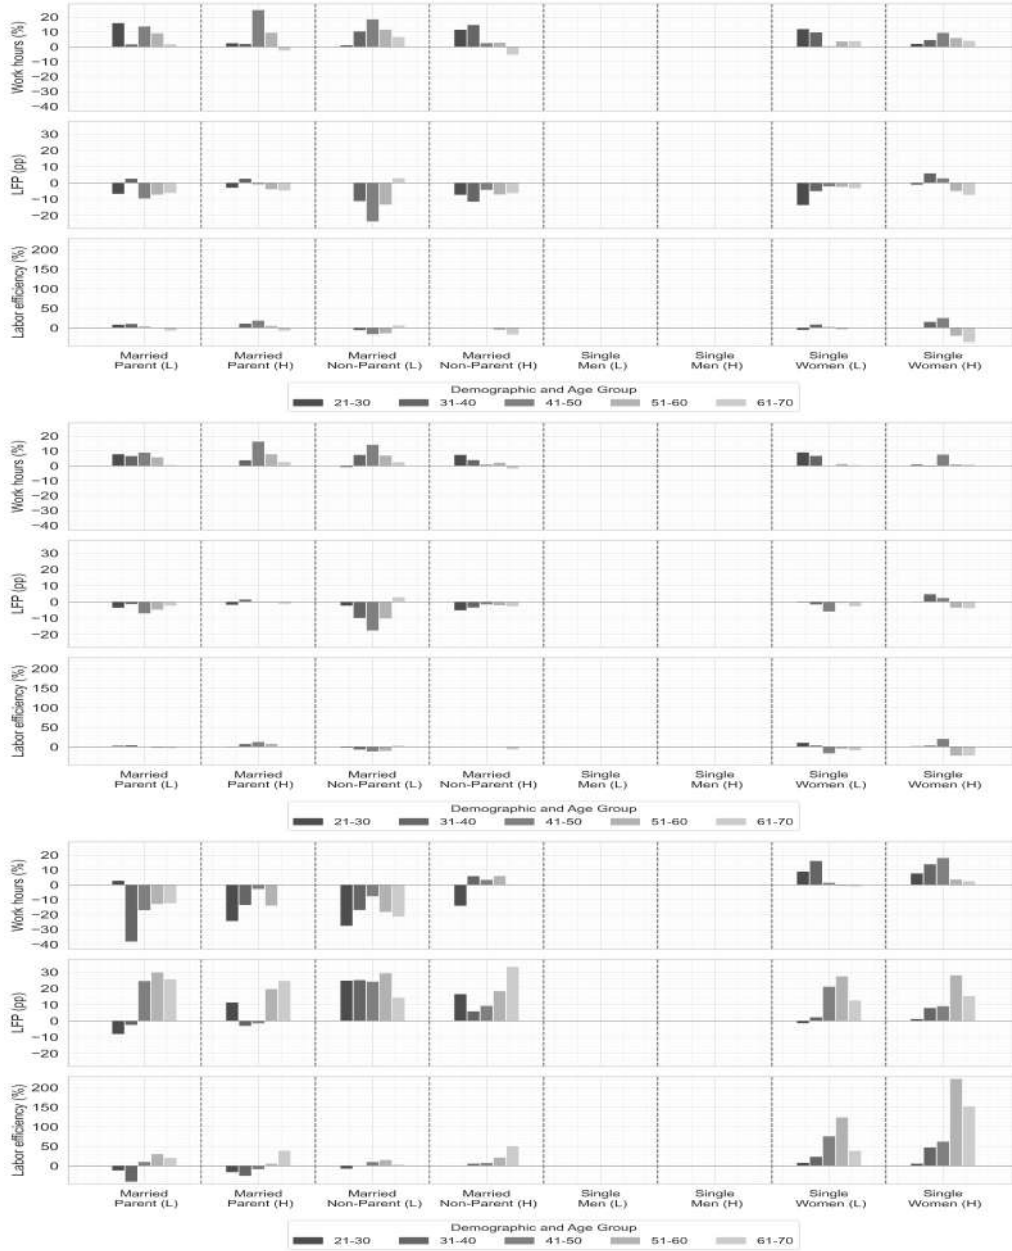 Work hours (%)
20
10
0
−10
−20
−30
−40
LFP (pp)
30
20
10
0
−10
−20
Labor efficiency (%)
200
150
100
50
0
Married Married Married Married Single Single Single Single
Parent (L) Parent (H) Non-Parent (L) Non-Parent (H) Men (L) Men (H) Women (L) Women (H)
Demographic and Age Group
21-30 31-40 41-50 51-60 61-70
Work hours (%)
20
10
0
−10
−20
−30
−40
LFP (pp)
30
20
10
0
−10
−20
Labor efficiency (%)
200
150
100
50
0
Married Married Married Married Single Single Single Single
Parent (L) Parent (H) Non-Parent (L) Non-Parent (H) Men (L) Men (H) Women (L) Women (H)
Demographic and Age Group
21-30 31-40 41-50 51-60 61-70
Work hours (%)
20
10
0
−10
−20
−30
−40
LFP (pp)
30
20
10
0
−10
−20
Labor efficiency (%)
200
150
100
50
0
Married Married Married Married Single Single Single Single
Parent (L) Parent (H) Non-Parent (L) Non-Parent (H) Men (L) Men (H) Women (L) Women (H)
Demographic and Age Group
21-30 31-40 41-50 51-60 61-70